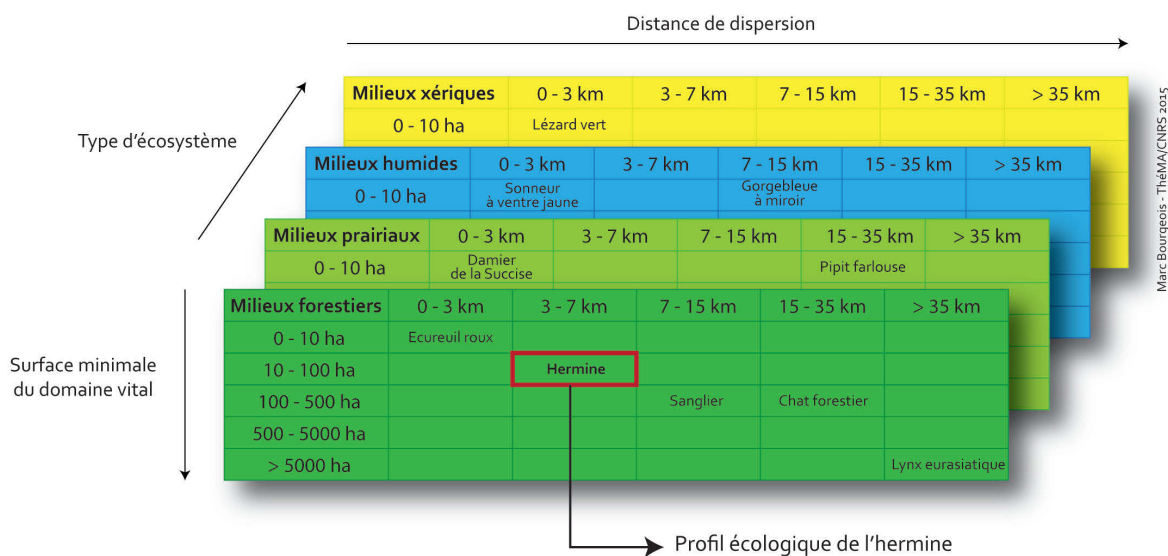 Distance de dispersion
Type d'écosystème
Milieux xériques 0 - 3 km 3 - 7 km 7 - 15 km 15 - 35 km > 35 km
0 - 10 ha Lézard vert
Milieux humides 0 - 3 km 3 - 7 km 7 - 15 km 15 - 35 km > 35 km
0 - 10 ha Sonneur à ventre jaune Gorgebleue à miroir
Milieux prairiaux 0 - 3 km 3 - 7 km 7 - 15 km 15 - 35 km > 35 km
0 - 10 ha Damier de la Succise Pipit farlouse
Surface minimale
du domaine vital
Milieux forestiers 0 - 3 km 3 - 7 km 7 - 15 km 15 - 35 km > 35 km
0 - 10 ha Ecureuil roux
10 - 100 ha Hermine
100 - 500 ha Sanglier Chat forestier
500 - 5000 ha
> 5000 ha Lynx eurasiatique
Profil écologique de l'hermine
Marc Bourgeois - ThéMA/CNRS 2015